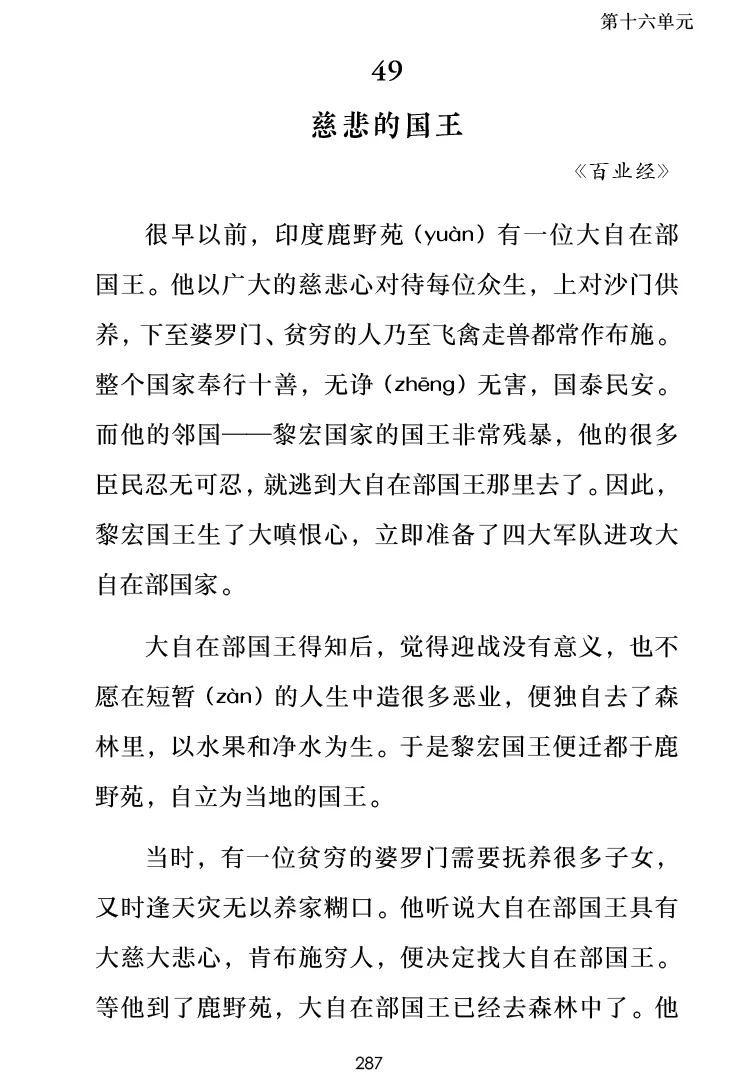 第十六单元
49
慈悲的国王
《百业经》
很早以前，印度鹿野苑（yuàn）有一位大自在部
国王。他以广大的慈悲心对待每位众生，上对沙门供
养，下至婆罗门、贫穷的人乃至飞禽走兽都常作布施。
整个国家奉行十善，无诤（zhēng）无害，国泰民安。
而他的邻国——黎宏国家的国王非常残暴，他的很多
臣民忍无可忍，就逃到大自在部国王那里去了。因此，
黎宏国王生了大嗔恨心，立即准备了四大军队进攻大
自在部国家。
大自在部国王得知后，觉得迎战没有意义，也不
愿在短暂（zàn）的人生中造很多恶业，便独自去了森
林里，以水果和净水为生。于是黎宏国王便迁都于鹿
野苑，自立为当地的国王。
当时，有一位贫穷的婆罗门需要抚养很多子女，
又时逢天灾无以养家糊口。他听说大自在部国王具有
大慈大悲心，肯布施穷人，便决定找大自在部国王。
等他到了鹿野苑，大自在部国王已经去森林中了。他
287